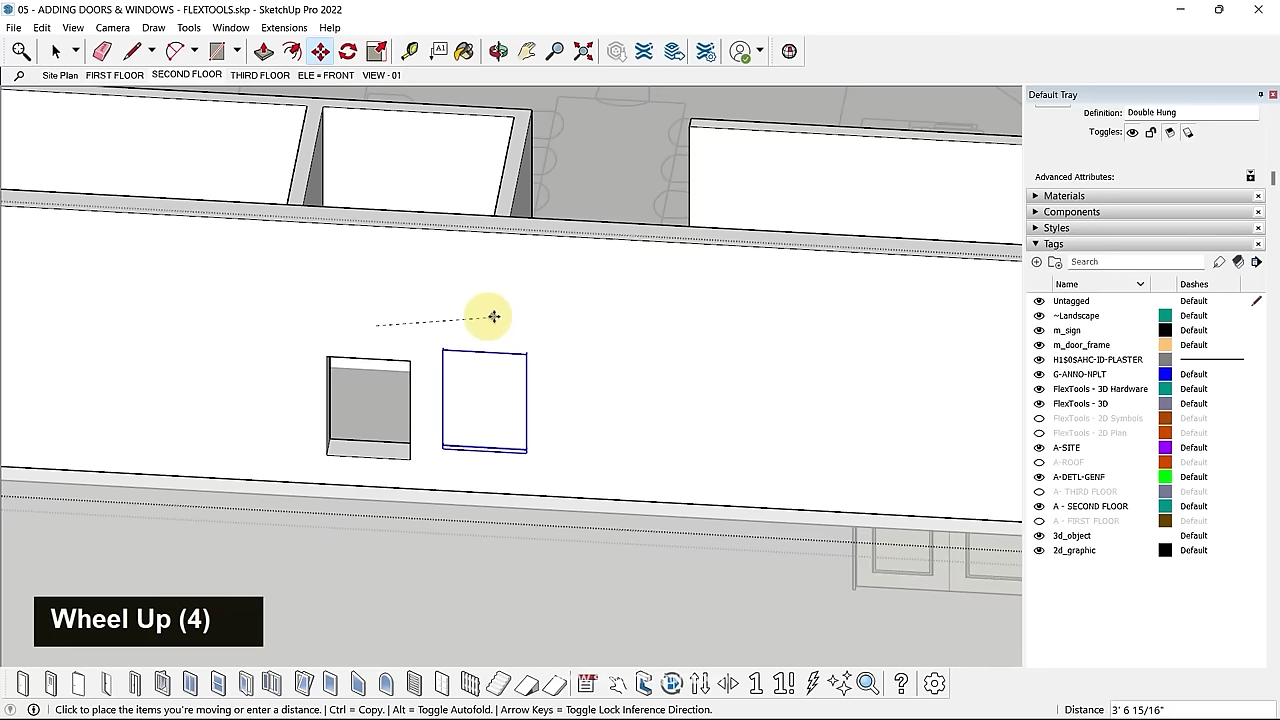 05 - ADDING DOORS & WINDOWS - FLEXTOOLS.skp - SketchUp Pro 2022
File Edit View Camera Draw Tools Window Extensions Help
A1
Site Plan FIRST FLOOR SECOND FLOOR THIRD FLOOR ELE = FRONT VIEW - 01
Default Tray
Definition: Double Hung
Toggles:
Advanced Attributes:
Materials
Components
Styles
Tags
Search
Name Dashes
Untagged Default
~Landscape Default
m_sign Default
m_door_frame Default
H1$0$AHC-ID-PLASTER
G-ANNO-NPLT Default
FlexTools - 3D Hardware Default
FlexTools - 3D Default
FlexTools - 2D Symbols Default
FlexTools - 2D Plan Default
A-SITE Default
A-ROOF Default
A-DETL-GENF Default
A- THIRD FLOOR Default
A - SECOND FLOOR Default
A - FIRST FLOOR Default
3d_object Default
2d_graphic Default
Wheel Up (4)
1 1! ?
Click to place the items you're moving or enter a distance. | Ctrl = Copy. | Alt = Toggle Autofold. | Arrow Keys = Toggle Lock Inference Direction. Distance 3' 6 15/16"